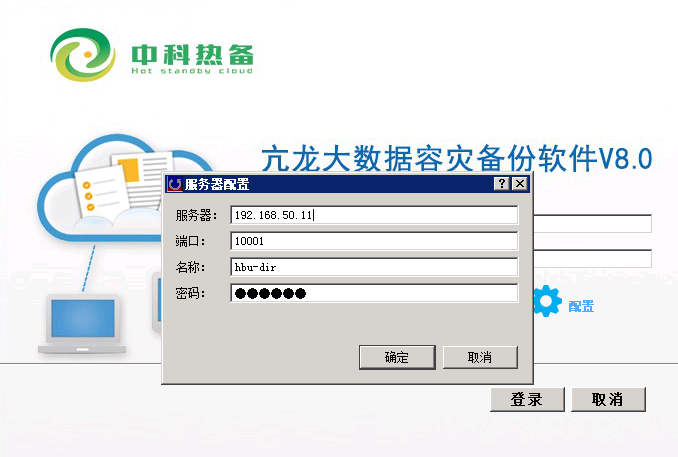 中科热备
Hot standby cloud
亢龙大数据容灾备份软件V8.0
服务器配置
服务器： 192.168.50.11
端口： 10001
名称： hbu-dir
密码： ●●●●●●
确定 取消
配置
登录 取消